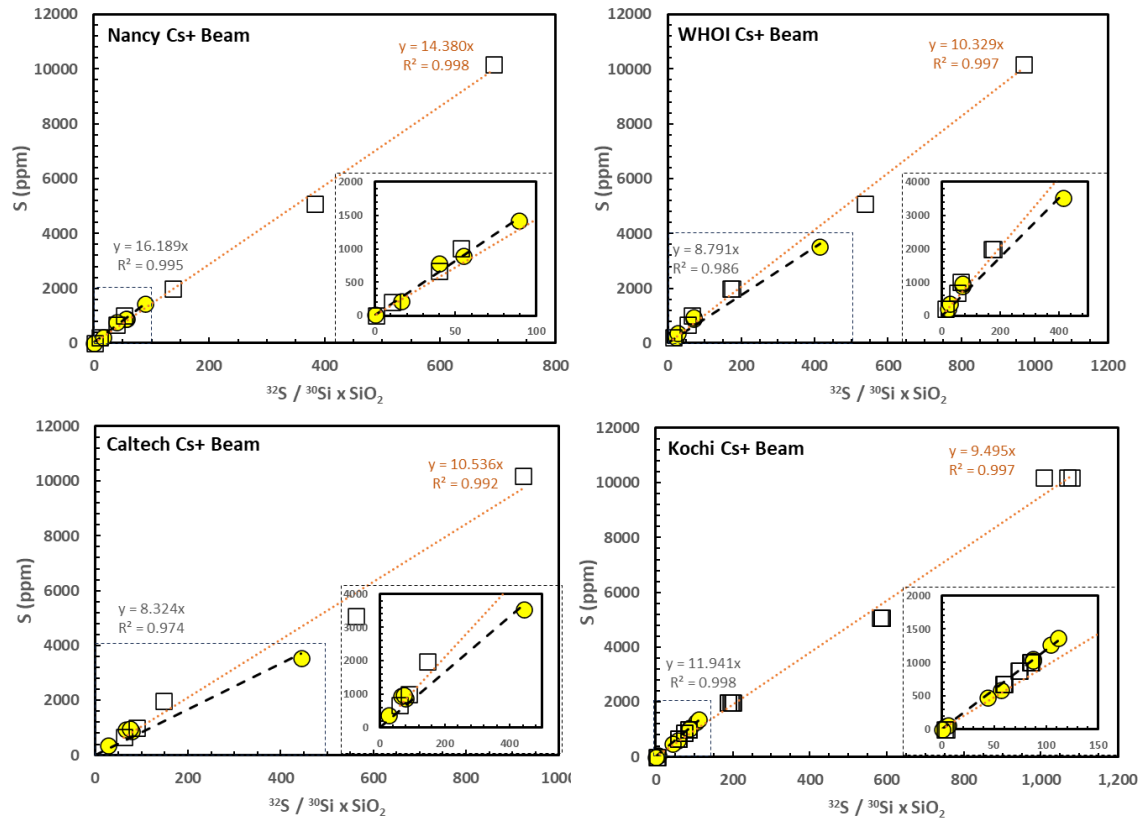 Nancy Cs+ Beam
y = 14.380x
R² = 0.998
y = 16.189x
R² = 0.995
S (ppm)
12000
10000
8000
6000
4000
2000
0
0 200 400 600 800
³²S / ³⁰Si x SiO₂
2000
1500
1000
500
0
0 50 100
WHOI Cs+ Beam
y = 10.329x
R² = 0.997
y = 8.791x
R² = 0.986
S (ppm)
12000
10000
8000
6000
4000
2000
0
0 200 400 600 800 1000 1200
³²S / ³⁰Si x SiO₂
4000
3000
2000
1000
0
0 200 400
Caltech Cs+ Beam
y = 10.536x
R² = 0.992
y = 8.324x
R² = 0.974
S (ppm)
12000
10000
8000
6000
4000
2000
0
0 200 400 600 800 1000
³²S / ³⁰Si x SiO₂
4000
3000
2000
1000
0
0 100 200 300 400
Kochi Cs+ Beam
y = 9.495x
R² = 0.997
y = 11.941x
R² = 0.998
S (ppm)
12000
10000
8000
6000
4000
2000
0
0 200 400 600 800 1,000 1,200
³²S / ³⁰Si x SiO₂
2000
1500
1000
500
0
0 50 100 150